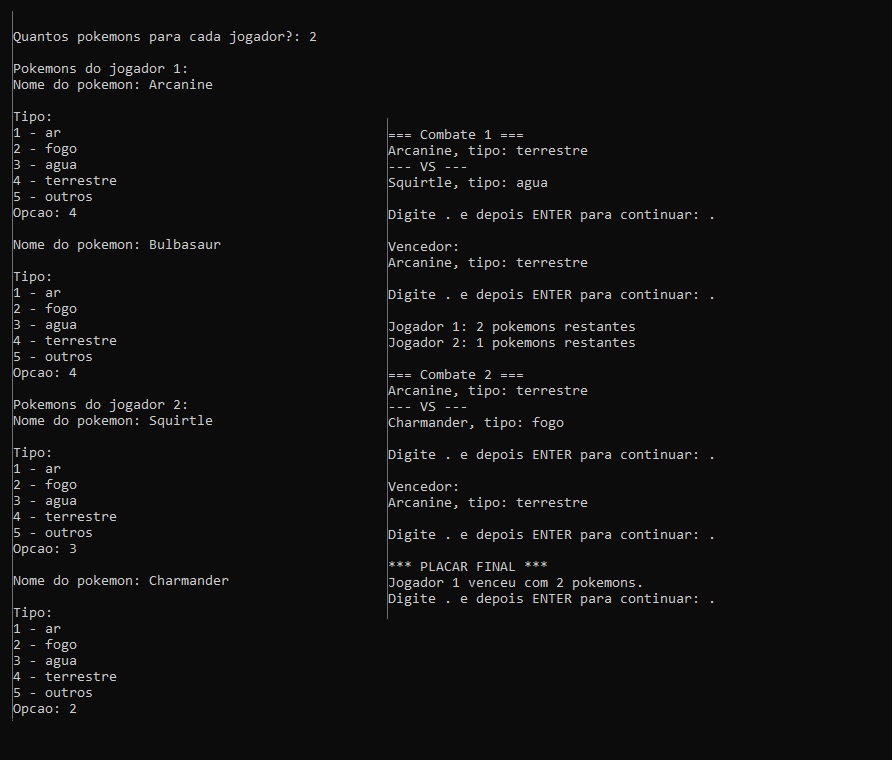 Quantos pokemons para cada jogador?: 2
Pokemons do jogador 1:
Nome do pokemon: Arcanine
Tipo:
1 - ar
2 - fogo
3 - agua
4 - terrestre
5 - outros
Opcao: 4
Nome do pokemon: Bulbasaur
Tipo:
1 - ar
2 - fogo
3 - agua
4 - terrestre
5 - outros
Opcao: 4
Pokemons do jogador 2:
Nome do pokemon: Squirtle
Tipo:
1 - ar
2 - fogo
3 - agua
4 - terrestre
5 - outros
Opcao: 3
Nome do pokemon: Charmander
Tipo:
1 - ar
2 - fogo
3 - agua
4 - terrestre
5 - outros
Opcao: 2
=== Combate 1 ===
Arcanine, tipo: terrestre
--- VS ---
Squirtle, tipo: agua
Digite . e depois ENTER para continuar: .
Vencedor:
Arcanine, tipo: terrestre
Digite . e depois ENTER para continuar: .
Jogador 1: 2 pokemons restantes
Jogador 2: 1 pokemons restantes
=== Combate 2 ===
Arcanine, tipo: terrestre
--- VS ---
Charmander, tipo: fogo
Digite . e depois ENTER para continuar: .
Vencedor:
Arcanine, tipo: terrestre
Digite . e depois ENTER para continuar: .
*** PLACAR FINAL ***
Jogador 1 venceu com 2 pokemons.
Digite . e depois ENTER para continuar: .